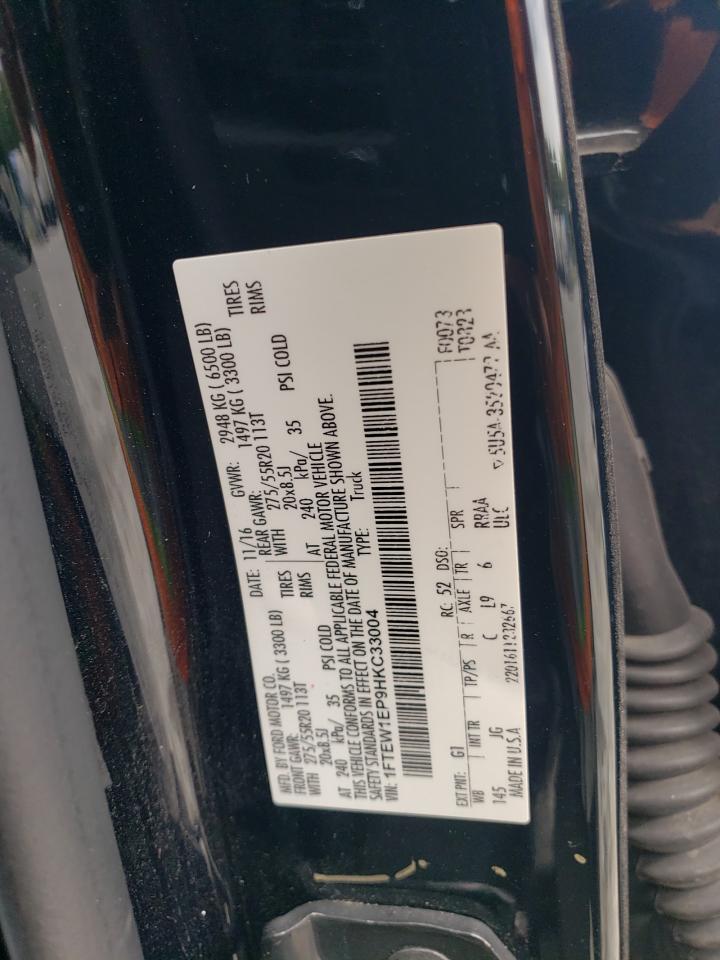 MFD. BY FORD MOTOR CO. DATE: 11/16 GVWR: 2948 KG ( 6500 LB)
FRONT GAWR: 1497 KG ( 3300 LB) REAR GAWR: 1497 KG ( 3300 LB)
WITH 275/55R20 113T TIRES WITH 275/55R20 113T TIRES
20x8.5J RIMS 20x8.5J RIMS
AT 240 kPa/ 35 PSI COLD AT 240 kPa/ 35 PSI COLD
THIS VEHICLE CONFORMS TO ALL APPLICABLE FEDERAL MOTOR VEHICLE
SAFETY STANDARDS IN EFFECT ON THE DATE OF MANUFACTURE SHOWN ABOVE.
VIN: 1FTEW1EP9HKC33004 TYPE: Truck
EXT PNT: G1 RC: 52 DSO: F0073
WB INT TR TP/PS R AXLE TR SPR T0323
145 JG C L9 6 RRAA
MADE IN U.S.A 220161112 ULC